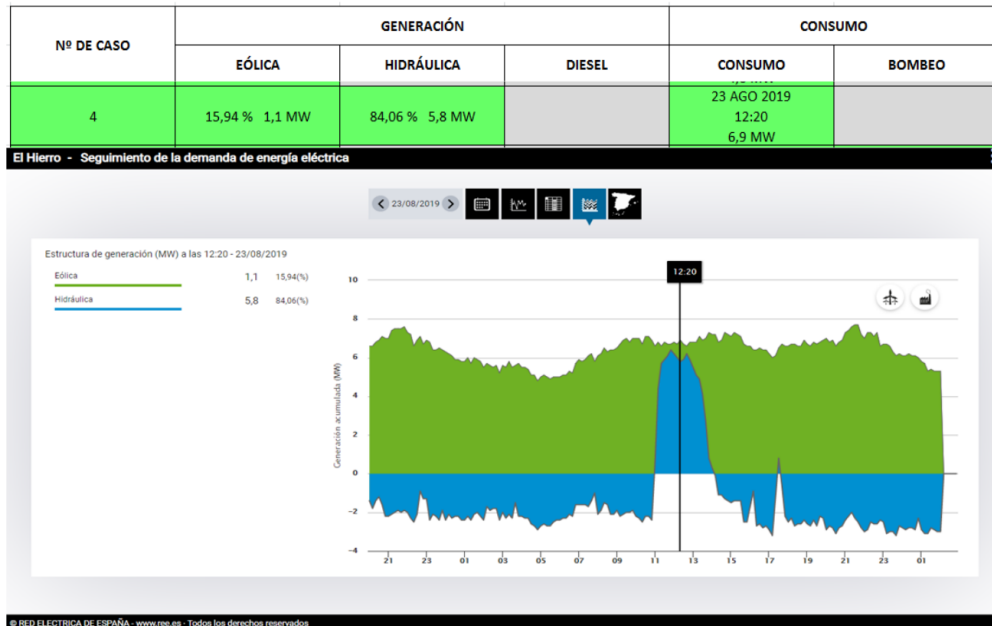 Nº DE CASO
GENERACIÓN
CONSUMO
EÓLICA
HIDRÁULICA
DIESEL
CONSUMO
BOMBEO
4
15,94 % 1,1 MW
84,06 % 5,8 MW
23 AGO 2019
12:20
6,9 MW
El Hierro - Seguimiento de la demanda de energía eléctrica
23/08/2019
Estructura de generación (MW) a las 12:20 - 23/08/2019
Eólica 1,1 15,94(%)
Hidráulica 5,8 84,06(%)
12:20
Generación acumulada (MW)
10
8
6
4
2
0
-2
-4
21 23 01 03 05 07 09 11 13 15 17 19 21 23 01
© RED ELECTRICA DE ESPAÑA - www.ree.es - Todos los derechos reservados